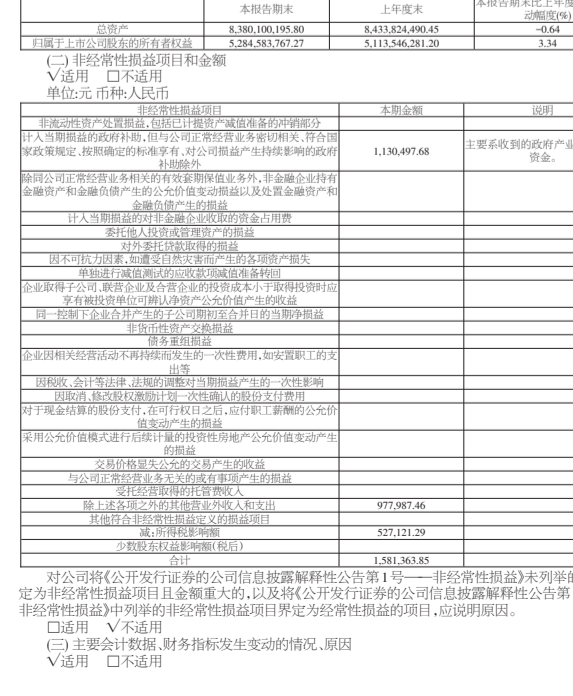 本报告期末 上年度末 本报告期末比上年度
动幅度(%)
总资产 8,380,100,195.80 8,433,824,490.45 -0.64
归属于上市公司股东的所有者权益 5,284,583,767.27 5,113,546,281.20 3.34
(二) 非经常性损益项目和金额
√适用 □不适用
单位:元 币种:人民币
非经常性损益项目 本期金额 说明
非流动性资产处置损益,包括已计提资产减值准备的冲销部分
计入当期损益的政府补助,但与公司正常经营业务密切相关、符合国
家政策规定、按照确定的标准享有、对公司损益产生持续影响的政府 1,130,497.68 主要系收到的政府产业
补助除外 资金。
除同公司正常经营业务相关的有效套期保值业务外,非金融企业持有
金融资产和金融负债产生的公允价值变动损益以及处置金融资产和
金融负债产生的损益
计入当期损益的对非金融企业收取的资金占用费
委托他人投资或管理资产的损益
对外委托贷款取得的损益
因不可抗力因素,如遭受自然灾害而产生的各项资产损失
单独进行减值测试的应收款项减值准备转回
企业取得子公司、联营企业及合营企业的投资成本小于取得投资时应
享有被投资单位可辨认净资产公允价值产生的收益
同一控制下企业合并产生的子公司期初至合并日的当期净损益
非货币性资产交换损益
债务重组损益
企业因相关经营活动不再持续而发生的一次性费用,如安置职工的支
出等
因税收、会计等法律、法规的调整对当期损益产生的一次性影响
因取消、修改股权激励计划一次性确认的股份支付费用
对于现金结算的股份支付,在可行权日之后,应付职工薪酬的公允价
值变动产生的损益
采用公允价值模式进行后续计量的投资性房地产公允价值变动产生
的损益
交易价格显失公允的交易产生的收益
与公司正常经营业务无关的或有事项产生的损益
受托经营取得的托管费收入
除上述各项之外的其他营业外收入和支出 977,987.46
其他符合非经常性损益定义的损益项目
减:所得税影响额 527,121.29
少数股东权益影响额(税后)
合计 1,581,363.85
对公司将《公开发行证券的公司信息披露解释性公告第1号——非经常性损益》未列举的
定为非经常性损益项目且金额重大的,以及将《公开发行证券的公司信息披露解释性公告第
非经常性损益》中列举的非经常性损益项目界定为经常性损益的项目,应说明原因。
□适用 √不适用
(三) 主要会计数据、财务指标发生变动的情况、原因
√适用 □不适用